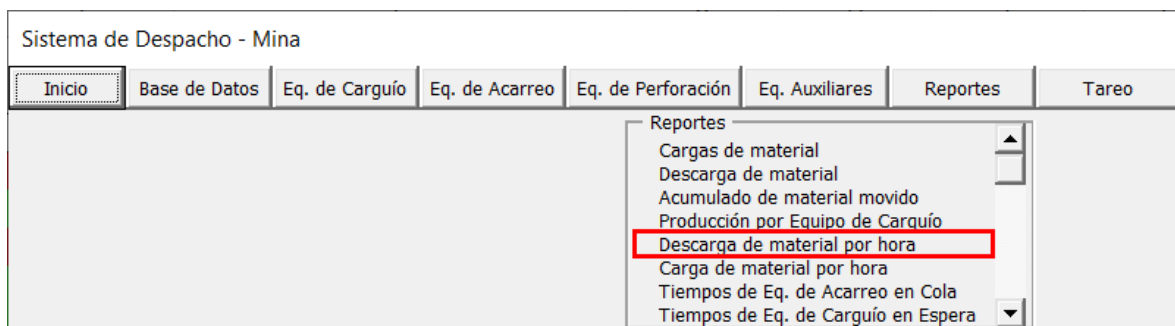 Sistema de Despacho - Mina
Inicio Base de Datos Eq. de Carguío Eq. de Acarreo Eq. de Perforación Eq. Auxiliares Reportes Tareo
Reportes
Cargas de material
Descarga de material
Acumulado de material movido
Producción por Equipo de Carguío
Descarga de material por hora
Carga de material por hora
Tiempos de Eq. de Acarreo en Cola
Tiempos de Eq. de Carguío en Espera